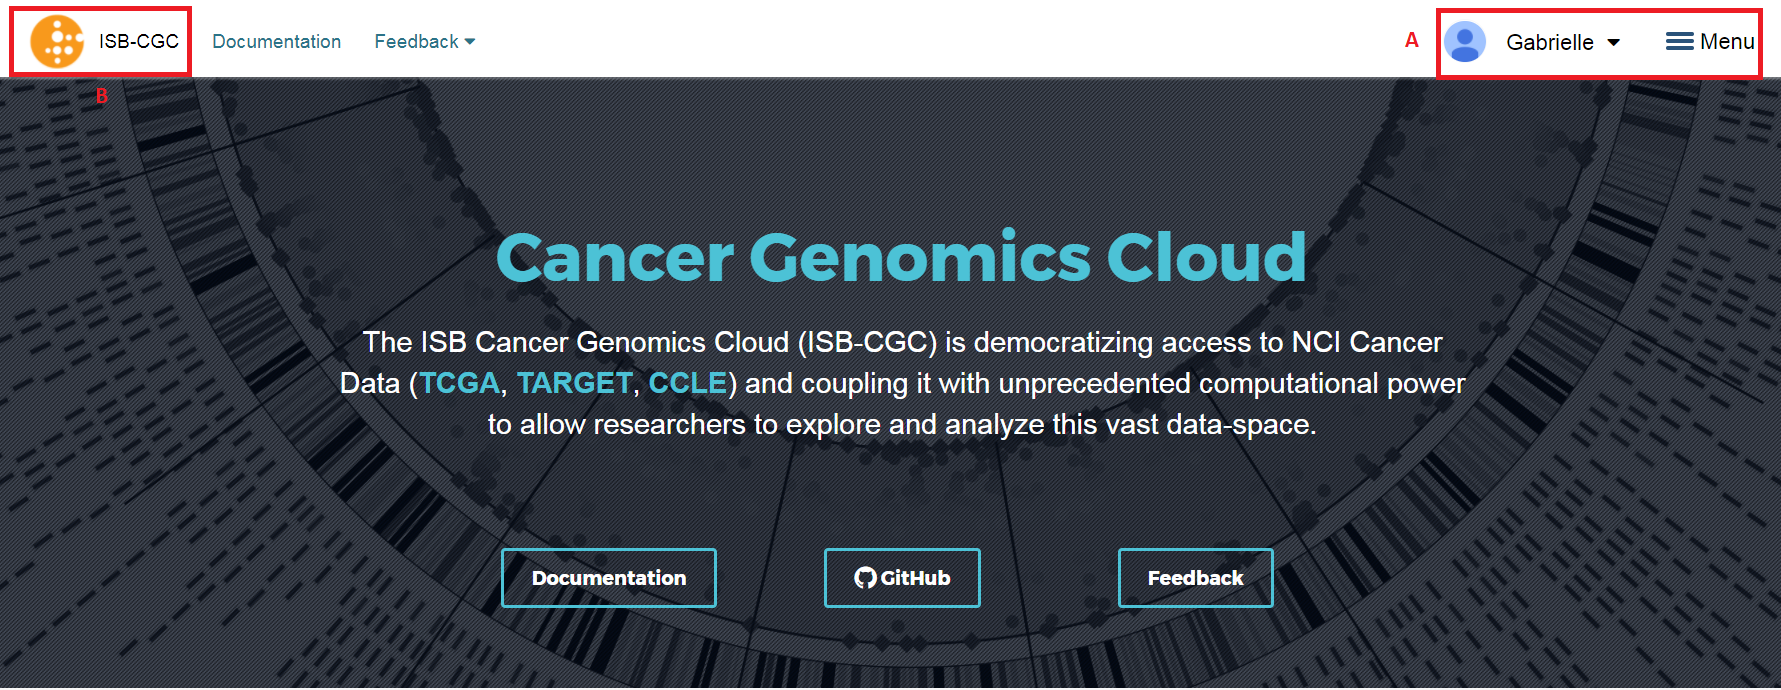 ISB-CGC Documentation Feedback A Gabrielle Menu
B
Cancer Genomics Cloud
The ISB Cancer Genomics Cloud (ISB-CGC) is democratizing access to NCI Cancer
Data (TCGA, TARGET, CCLE) and coupling it with unprecedented computational power
to allow researchers to explore and analyze this vast data-space.
Documentation GitHub Feedback